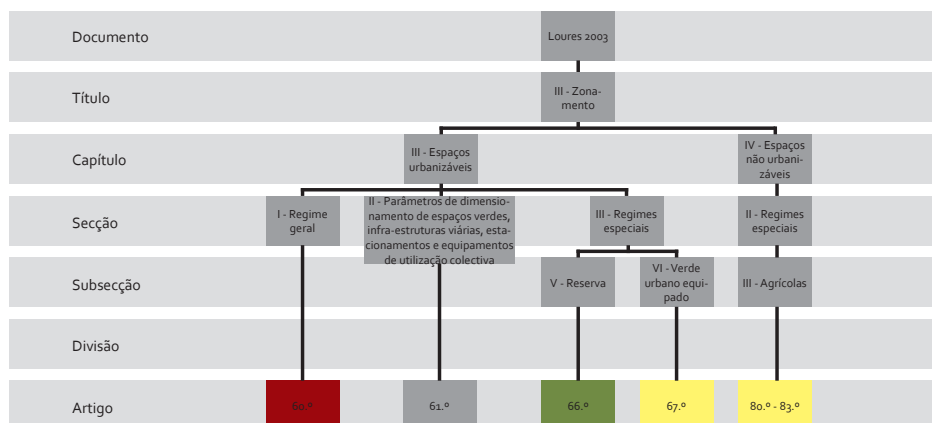 Documento
Loures 2003
Título
III - Zona-
mento
Capítulo
III - Espaços
urbanizáveis
IV - Espaços
não urbani-
záveis
Secção
I - Regime
geral
II - Parâmetros de dimensio-
namento de espaços verdes,
infra-estruturas viárias, esta-
cionamentos e equipamentos
de utilização colectiva
III - Regimes
especiais
II - Regimes
especiais
Subsecção
V - Reserva
VI - Verde
urbano equi-
pado
III - Agrícolas
Divisão
Artigo
60.º
61.º
66.º
67.º
80.º - 83.º